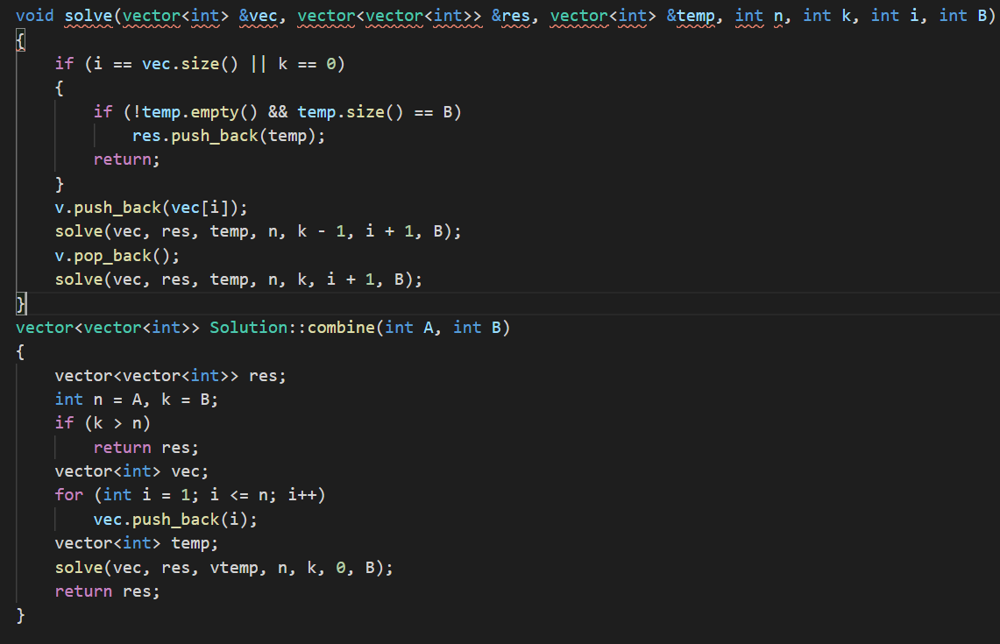 void solve(vector<int> &vec, vector<vector<int>> &res, vector<int> &temp, int n, int k, int i, int B)
{
    if (i == vec.size() || k == 0)
    {
        if (!temp.empty() && temp.size() == B)
            res.push_back(temp);
        return;
    }
    v.push_back(vec[i]);
    solve(vec, res, temp, n, k - 1, i + 1, B);
    v.pop_back();
    solve(vec, res, temp, n, k, i + 1, B);
}
vector<vector<int>> Solution::combine(int A, int B)
{
    vector<vector<int>> res;
    int n = A, k = B;
    if (k > n)
        return res;
    vector<int> vec;
    for (int i = 1; i <= n; i++)
        vec.push_back(i);
    vector<int> temp;
    solve(vec, res, vtemp, n, k, 0, B);
    return res;
}